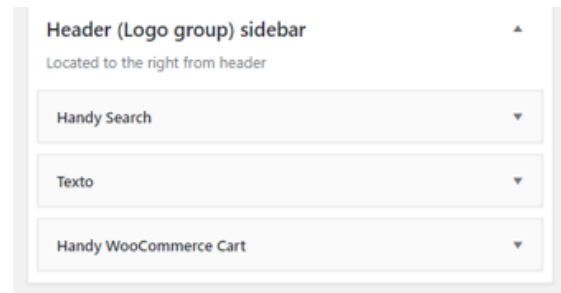 Header (Logo group) sidebar
Located to the right from header
Handy Search
Texto
Handy WooCommerce Cart